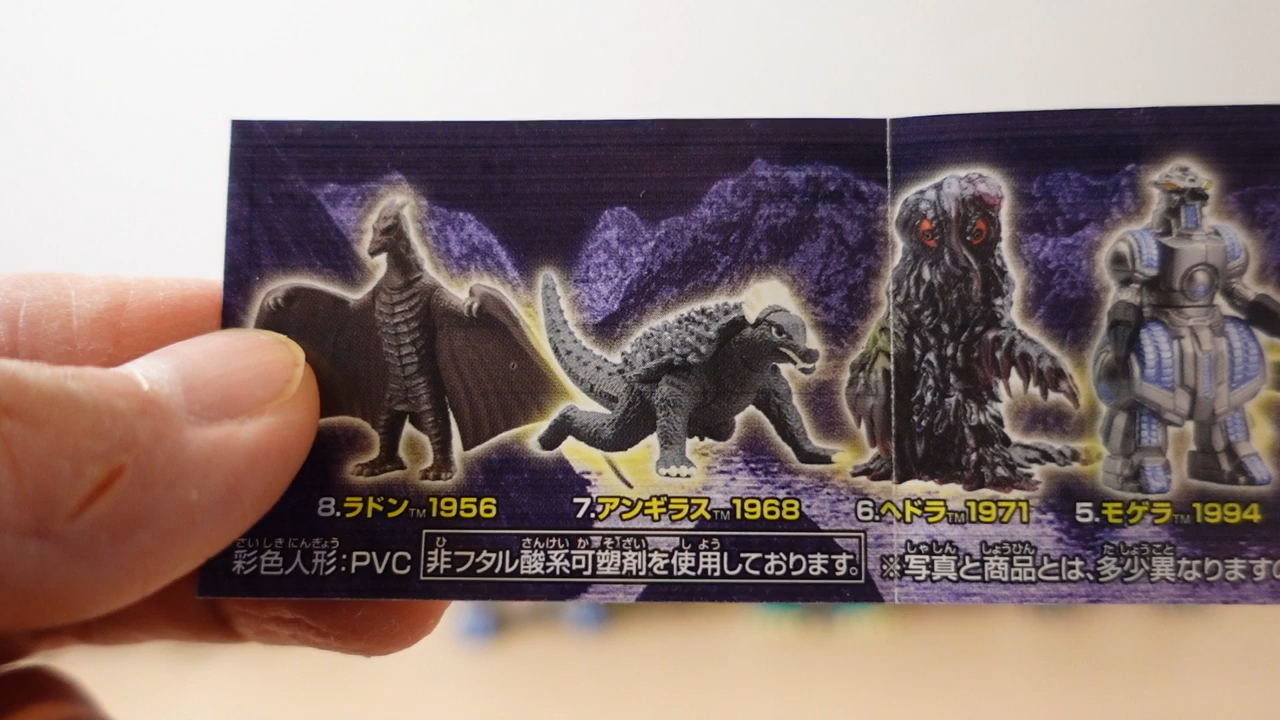 8.ラドン™1956
7.アンギラス™1968
6.ヘドラ™1971
5.モゲラ™1994
さいしきにんぎょう
彩色人形:PVC
ひ さんけい か そざい しよう
非フタル酸系可塑剤を使用しております。
しゃしん しょうひん たしょうこと
※写真と商品とは、多少異なりますの